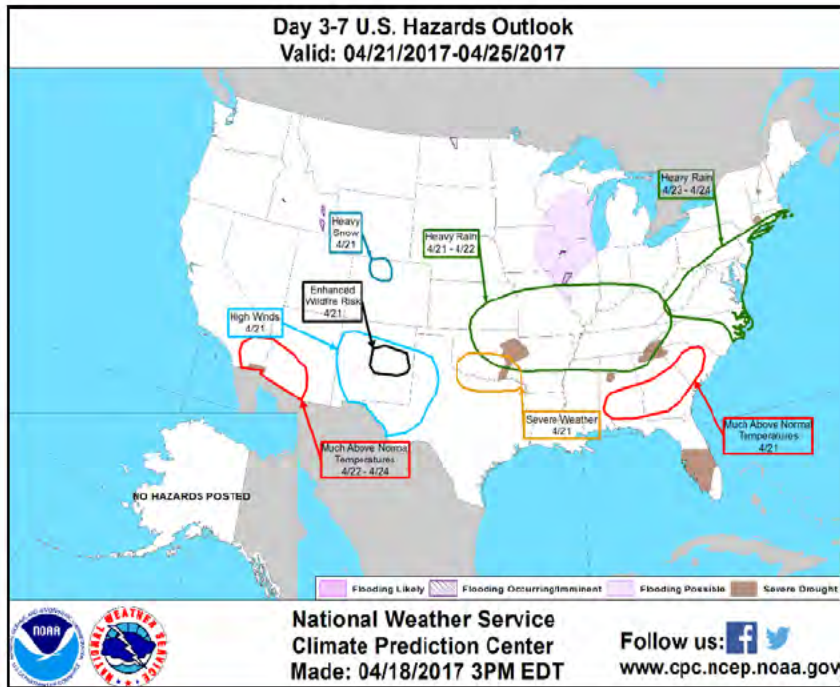 Day 3-7 U.S. Hazards Outlook
Valid: 04/21/2017-04/25/2017
Heavy Rain
4/23 - 4/24
Heavy
Snow
4/21
Heavy Rain
4/21 - 4/22
Enhanced
Wildfire Risk
4/21
High Winds
4/21
Severe Weather
4/21
Much Above Normal
Temperatures
4/21
Much Above Normal
Temperatures
4/22 - 4/24
NO HAZARDS POSTED
Flooding Likely
Flooding Occurring/Imminent
Flooding Possible
Severe Drought
NOAA
NATIONAL WEATHER SERVICE
National Weather Service
Climate Prediction Center
Made: 04/18/2017 3PM EDT
Follow us:
www.cpc.ncep.noaa.gov